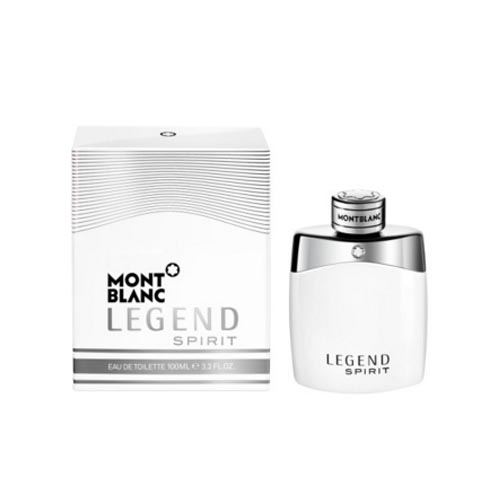 MONT
BLANC
LEGEND
SPIRIT
EAU DE TOILETTE 100ML ℮ 3.3 FL.OZ.
MONTBLANC
LEGEND
SPIRIT